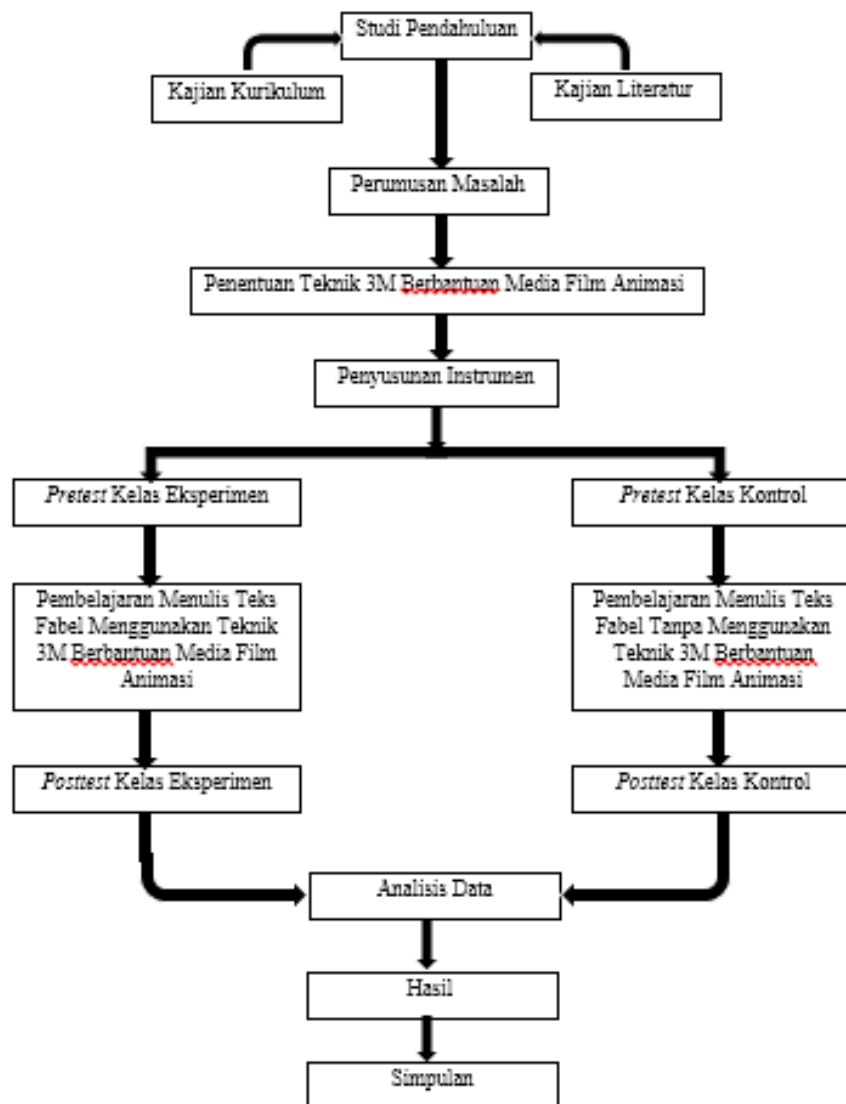 Studi Pendahuluan
Kajian Kurikulum
Kajian Literatur
Perumusan Masalah
Penentuan Teknik 3M Berbantuan Media Film Animasi
Penyusunan Instrumen
Pretest Kelas Eksperimen
Pretest Kelas Kontrol
Pembelajaran Menulis Teks
Fabel Menggunakan Teknik
3M Berbantuan Media Film
Animasi
Pembelajaran Menulis Teks
Fabel Tanpa Menggunakan
Teknik 3M Berbantuan
Media Film Animasi
Posttest Kelas Eksperimen
Posttest Kelas Kontrol
Analisis Data
Hasil
Simpulan